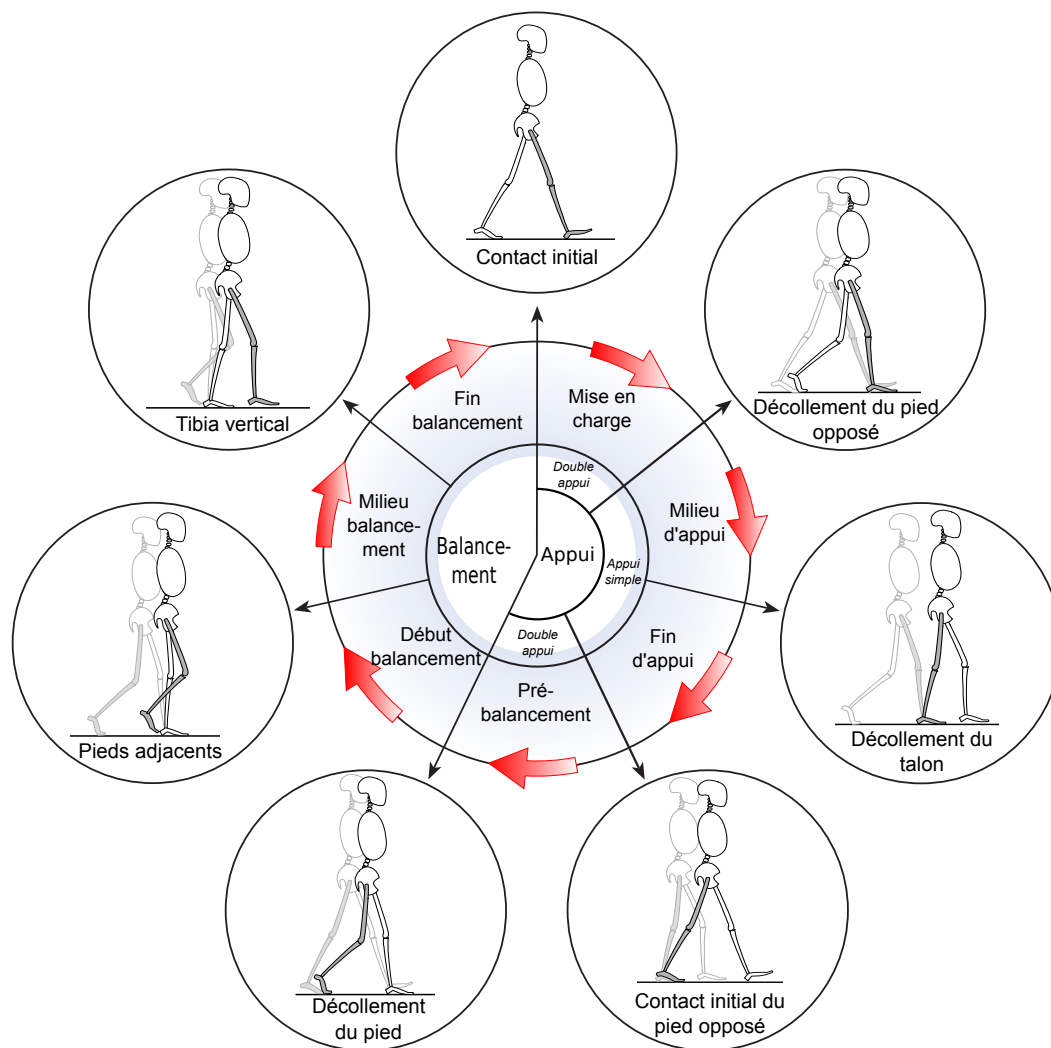 Contact initial
Décollement du pied
opposé
Tibia vertical
Fin
balancement
Mise en
charge
Double
appui
Milieu
balance-
ment
Milieu
d'appui
Balance-
ment
Appui
Appui
simple
Double
appui
Début
balancement
Fin
d'appui
Pré-
balancement
Pieds adjacents
Décollement du
talon
Décollement
du pied
Contact initial du
pied opposé